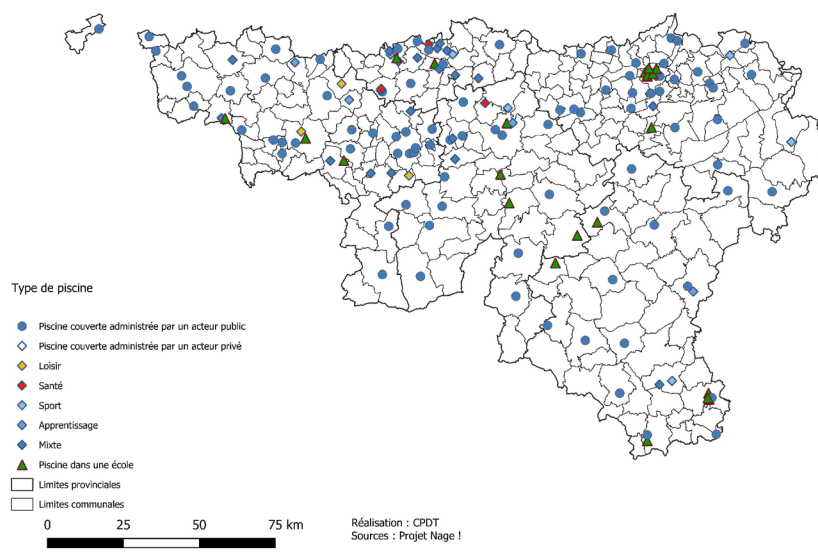 Type de piscine
Piscine couverte administrée par un acteur public
Piscine couverte administrée par un acteur privé
Loisir
Santé
Sport
Apprentissage
Mixte
Piscine dans une école
Limites provinciales
Limites communales
0 25 50 75 km
Réalisation : CPDT
Sources : Projet Nage !